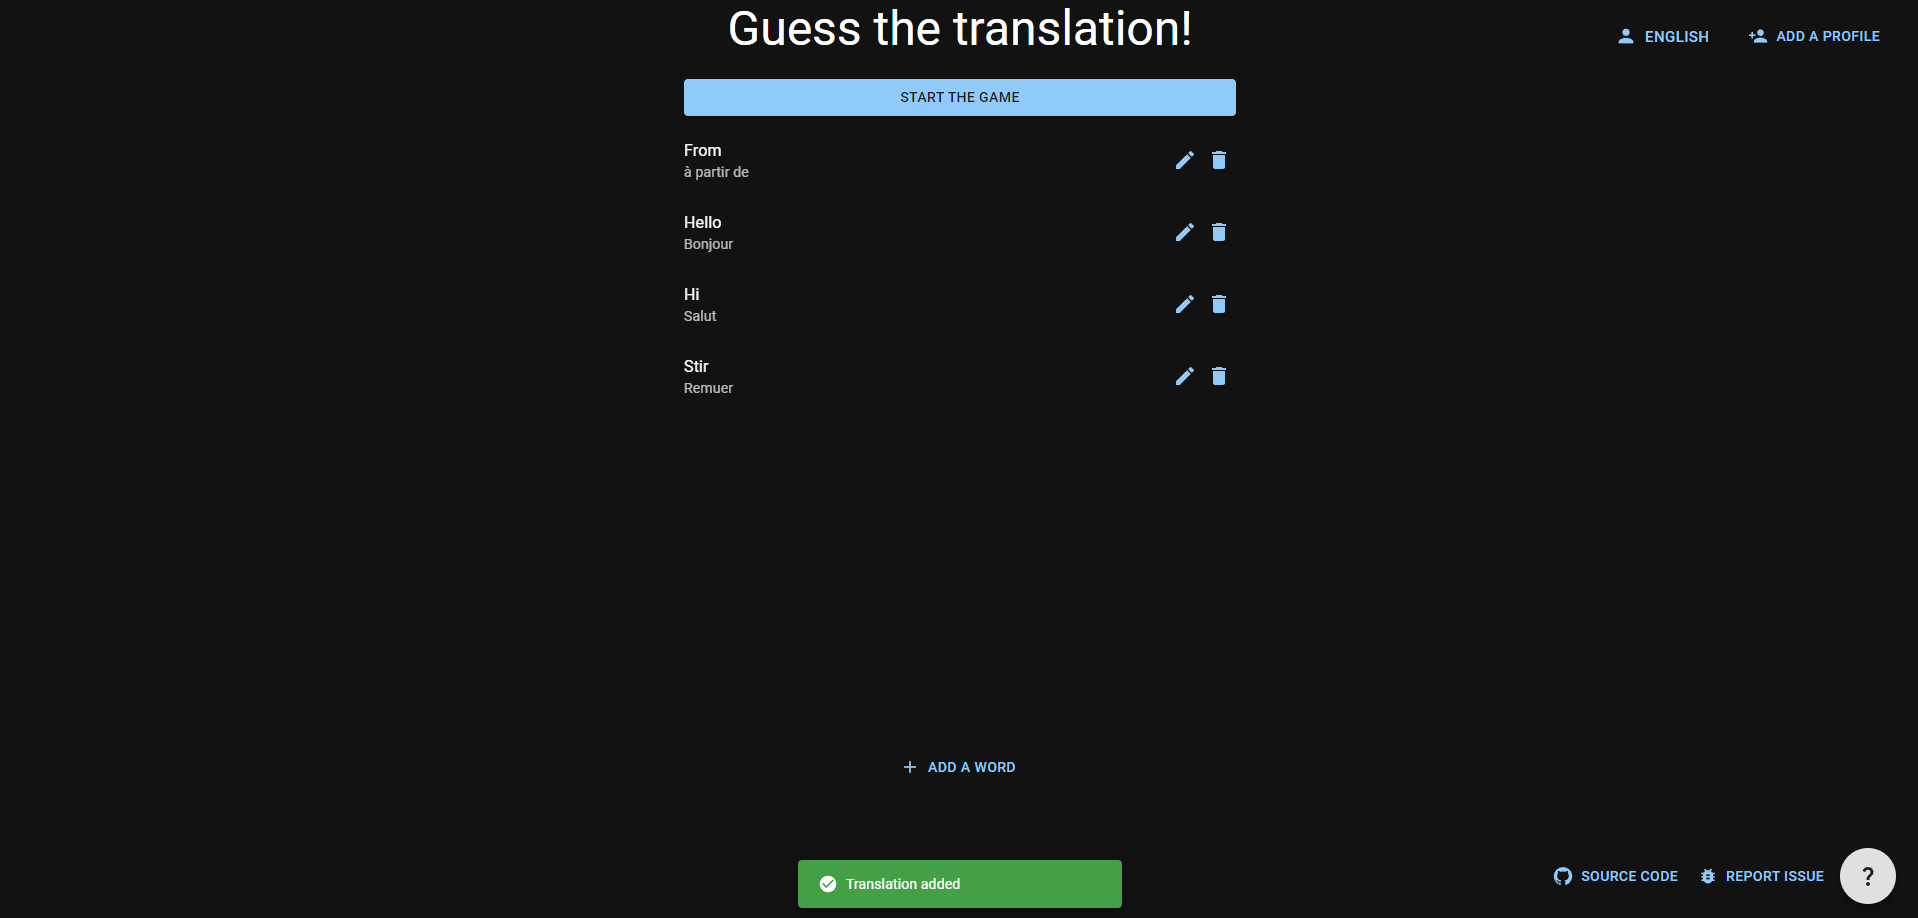 Guess the translation!
ENGLISH
ADD A PROFILE
START THE GAME
From
à partir de
Hello
Bonjour
Hi
Salut
Stir
Remuer
ADD A WORD
Translation added
SOURCE CODE
REPORT ISSUE
?